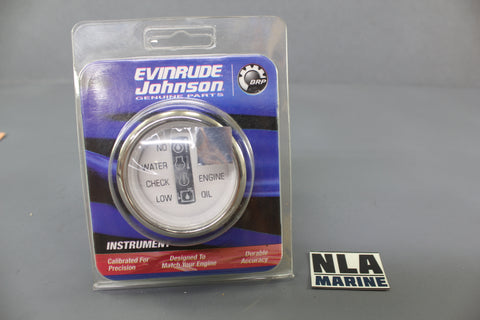 EVINRUDE
Johnson
GENUINE PARTS
BRP
NO
WATER
CHECK ENGINE
LOW OIL
INSTRUMENT
Calibrated For
Precision
Designed To
Match Your Engine
Durable
Accuracy
NLA
MARINE